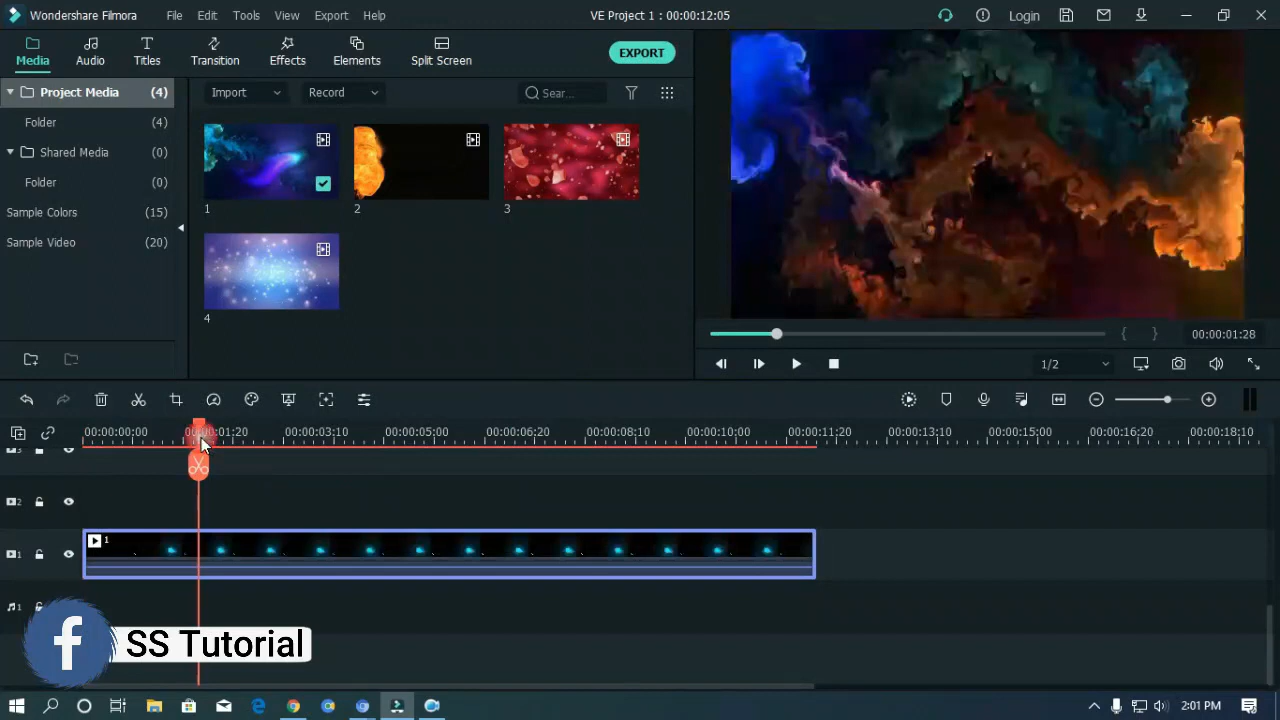 Wondershare Filmora File Edit Tools View Export Help VE Project 1 : 00:00:12:05 Login
Media Audio Titles Transition Effects Elements Split Screen EXPORT
Project Media (4)
Folder (4)
Shared Media (0)
Folder (0)
Sample Colors (15)
Sample Video (20)
Import Record Sear...
1 2 3
4
00:00:01:28
1/2
00:00:00:00 00:00:01:20 00:00:03:10 00:00:05:00 00:00:06:20 00:00:08:10 00:00:10:00 00:00:11:20 00:00:13:10 00:00:15:00 00:00:16:20 00:00:18:10
3
2
1
1
1
f SS Tutorial
2:01 PM